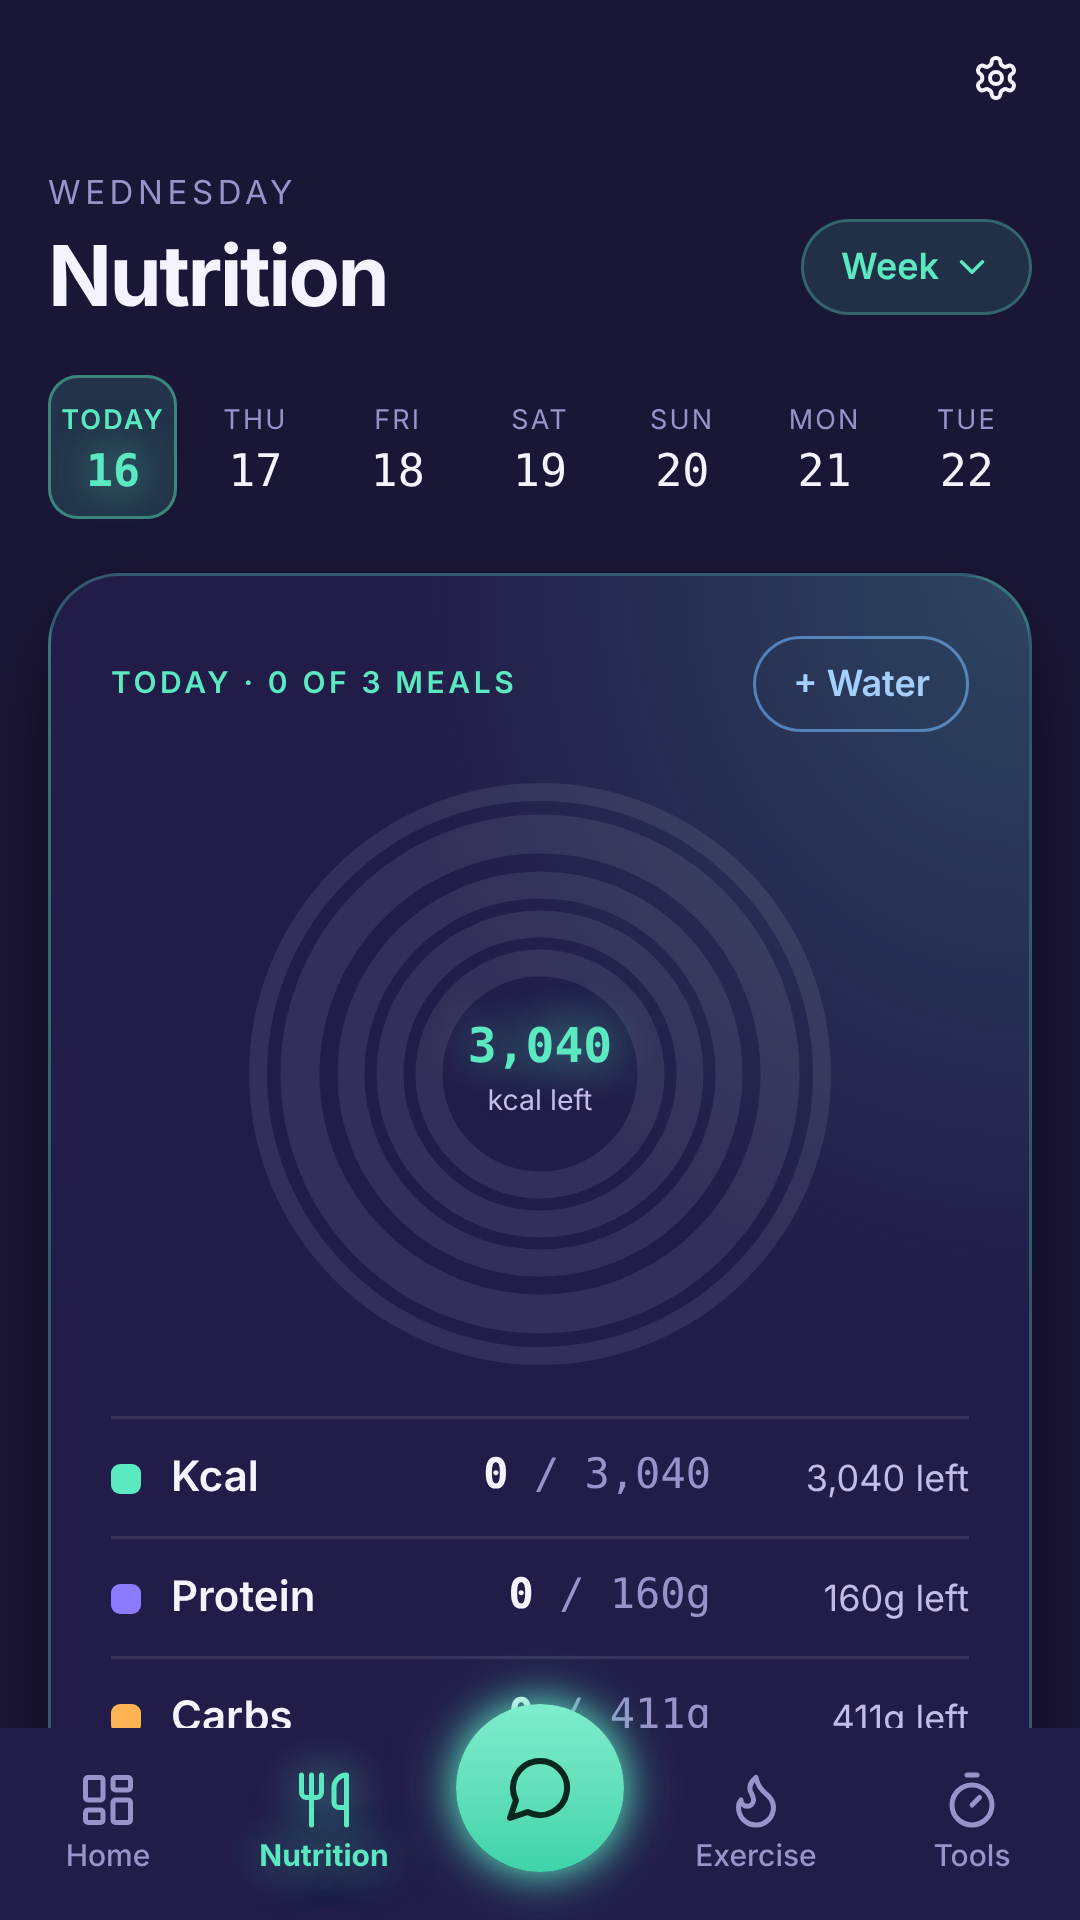 WEDNESDAY
Nutrition
Week
TODAY THU FRI SAT SUN MON TUE
16 17 18 19 20 21 22
TODAY · 0 OF 3 MEALS
+ Water
3,040
kcal left
Kcal 0 / 3,040 3,040 left
Protein 0 / 160g 160g left
Carbs 0 / 411g 411g left
Home Nutrition Exercise Tools